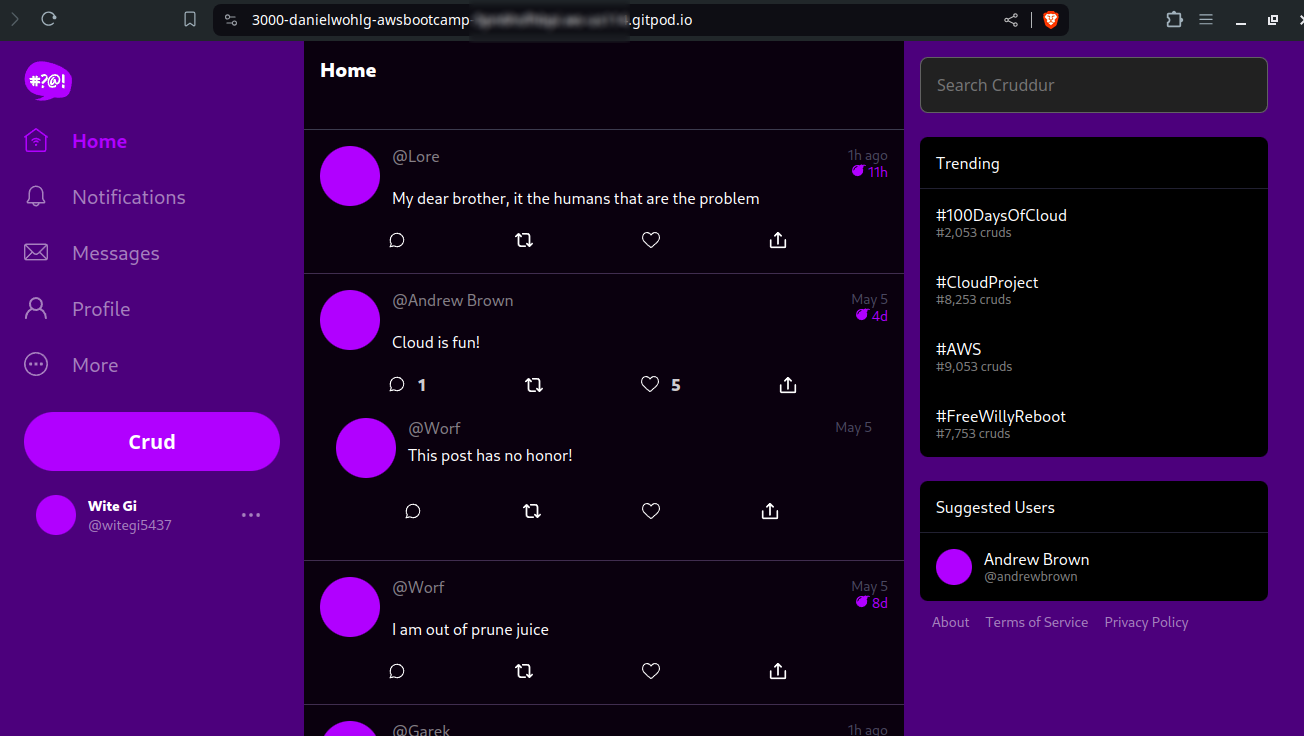 3000-danielwohlg-awsbootcamp- .gitpod.io
#?@!
Home
Notifications
Messages
Profile
More
Crud
Wite Gi
@witegi5437
Home
@Lore
1h ago
11h
My dear brother, it the humans that are the problem
@Andrew Brown
May 5
4d
Cloud is fun!
1
5
@Worf
May 5
This post has no honor!
@Worf
May 5
8d
I am out of prune juice
@Garek
1h ago
Search Cruddur
Trending
#100DaysOfCloud
#2,053 cruds
#CloudProject
#8,253 cruds
#AWS
#9,053 cruds
#FreeWillyReboot
#7,753 cruds
Suggested Users
Andrew Brown
@andrewbrown
About Terms of Service Privacy Policy